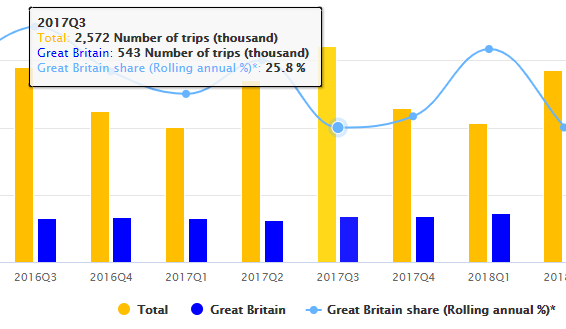 2017Q3
Total: 2,572 Number of trips (thousand)
Great Britain: 543 Number of trips (thousand)
Great Britain share (Rolling annual %)*: 25.8 %
2016Q3 2016Q4 2017Q1 2017Q2 2017Q3 2017Q4 2018Q1 2018
Total Great Britain Great Britain share (Rolling annual %)*